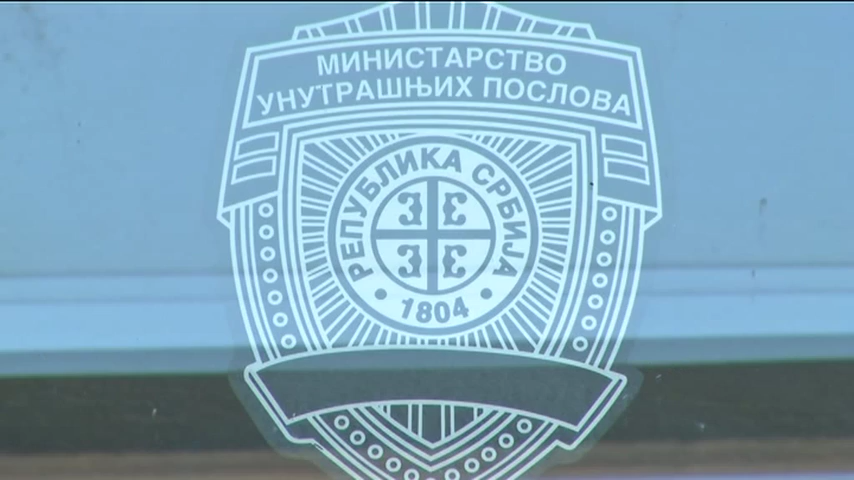 МИНИСТАРСТВО
УНУТРАШЊИХ ПОСЛОВА
РЕПУБЛИКА СРБИЈА
• 1804 •